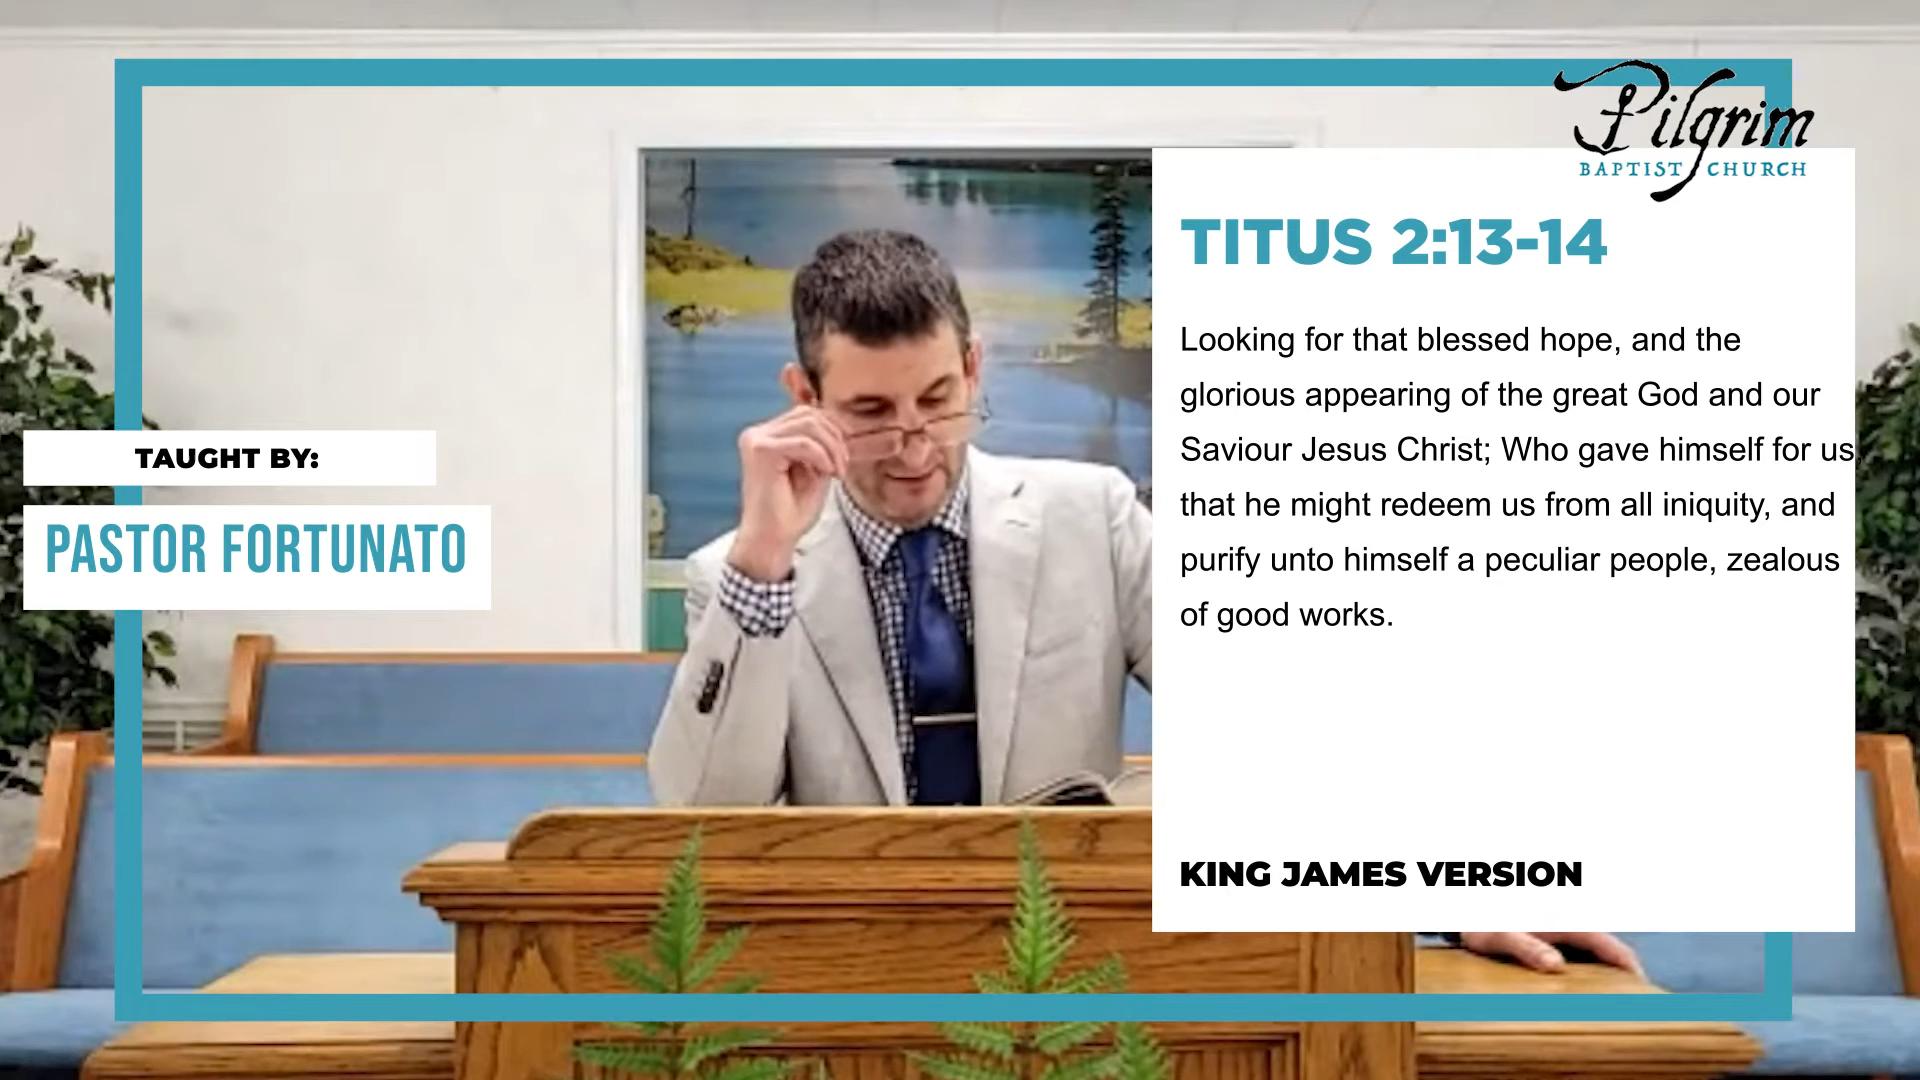 Pilgrim
BAPTIST CHURCH
TITUS 2:13-14
Looking for that blessed hope, and the
glorious appearing of the great God and our
Saviour Jesus Christ; Who gave himself for us,
that he might redeem us from all iniquity, and
purify unto himself a peculiar people, zealous
of good works.
KING JAMES VERSION
TAUGHT BY:
PASTOR FORTUNATO